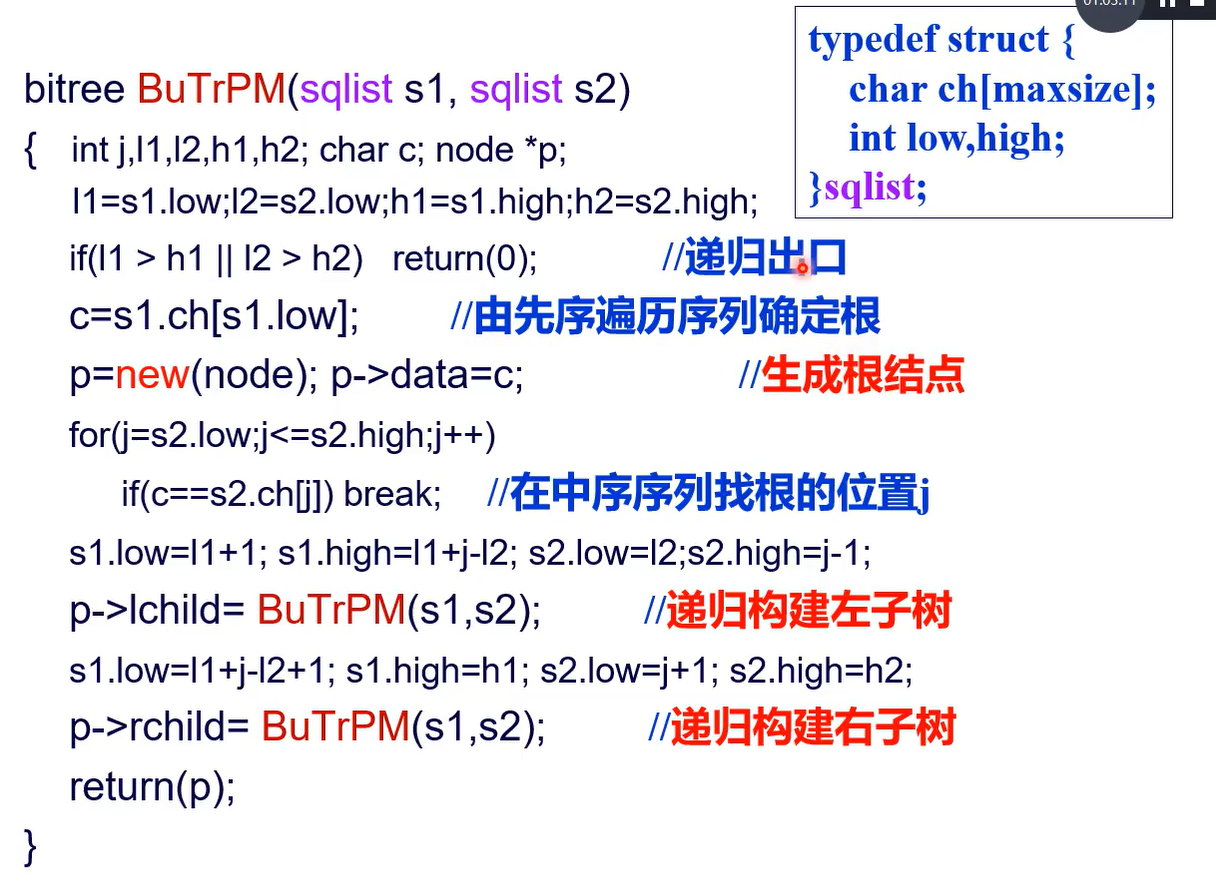 01:03:11
typedef struct {
char ch[maxsize];
int low,high;
}sqlist;
bitree BuTrPM(sqlist s1, sqlist s2)
{ int j,l1,l2,h1,h2; char c; node *p;
l1=s1.low;l2=s2.low;h1=s1.high;h2=s2.high;
if(l1 > h1 || l2 > h2) return(0); //递归出口
c=s1.ch[s1.low]; //由先序遍历序列确定根
p=new(node); p->data=c; //生成根结点
for(j=s2.low;j<=s2.high;j++)
if(c==s2.ch[j]) break; //在中序序列找根的位置j
s1.low=l1+1; s1.high=l1+j-l2; s2.low=l2;s2.high=j-1;
p->lchild= BuTrPM(s1,s2); //递归构建左子树
s1.low=l1+j-l2+1; s1.high=h1; s2.low=j+1; s2.high=h2;
p->rchild= BuTrPM(s1,s2); //递归构建右子树
return(p);
}